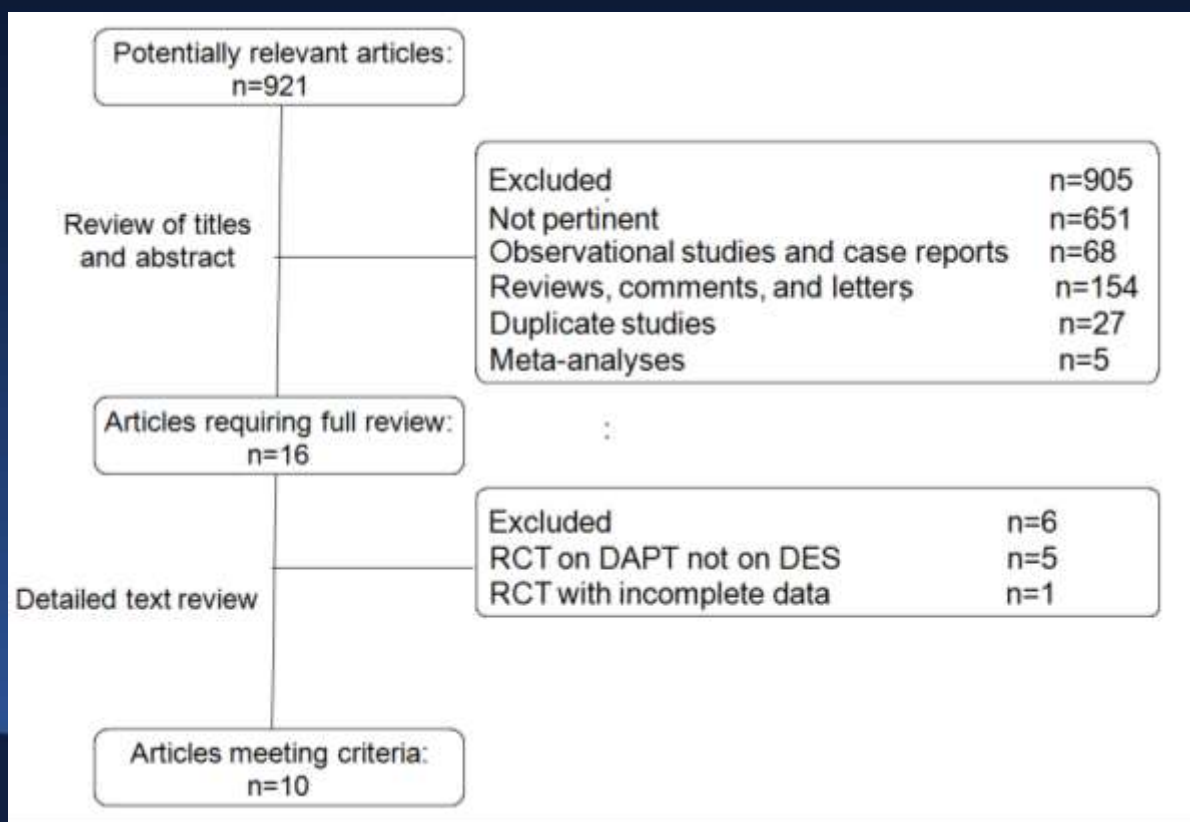 Potentially relevant articles:
n=921
Review of titles
and abstract
Excluded n=905
Not pertinent n=651
Observational studies and case reports n=68
Reviews, comments, and letters n=154
Duplicate studies n=27
Meta-analyses n=5
Articles requiring full review:
n=16
:
Detailed text review
Excluded n=6
RCT on DAPT not on DES n=5
RCT with incomplete data n=1
Articles meeting criteria:
n=10